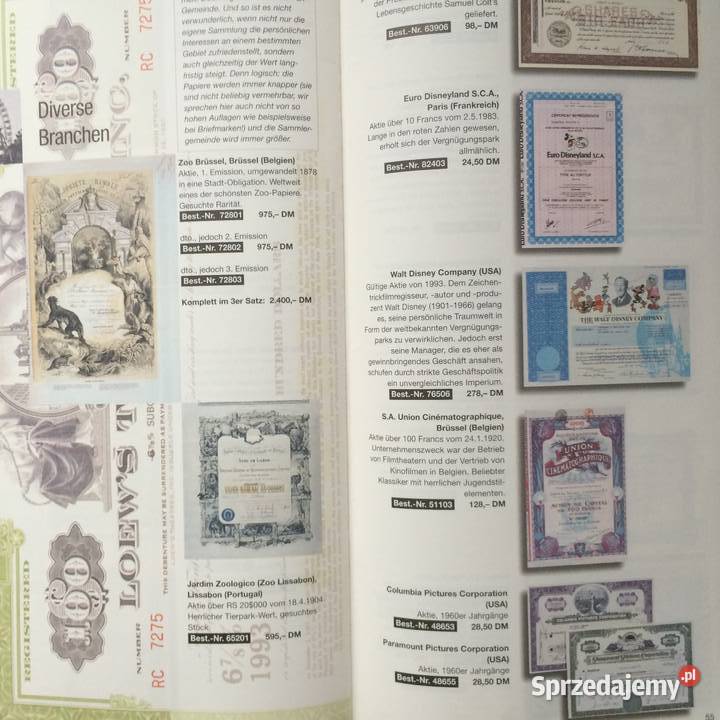 Diverse
Branchen
Gemeinde. Und so ist es nicht
verwunderlich, wenn nicht nur die
eigene Sammlung die persönlichen
Interessen an einem bestimmten
Gebiet zufriedenstellt, sondern
auch gleichzeitig der Wert lang-
fristig steigt. Denn logisch: die
Papiere werden immer knapper (sie
sind nicht beliebig vermehrbar, wir
sprechen hier auch nicht von so
hohen Auflagen wie beispielsweise
bei Briefmarken!) und die Sammler-
gemeinde wird immer größer.
Zoo Brüssel, Brüssel (Belgien)
Aktie, 1. Emission, umgewandelt 1878
in eine Stadt-Obligation. Weltweit
eines der schönsten Zoo-Papiere.
Gesuchte Rarität.
Best.-Nr. 72801 975,– DM
dto., jedoch 2. Emission
Best.-Nr. 72802 975,– DM
dto., jedoch 3. Emission
Best.-Nr. 72803
Komplett im 3er Satz: 2.400,– DM
Jardim Zoologico (Zoo Lissabon),
Lissabon (Portugal)
Aktie über RS 20$000 vom 18.4.1904.
Herrlicher Tierpark-Wert, gesuchtes
Stück.
Best.-Nr. 65201 595,– DM
REGISTERED
NUMBER
RC 7275
LOEW'S
THIS DEBENTURE MAY BE SURRENDERED AS PAYM
NUMBER
RC 7275
REGISTERED
1993
Lebensgeschichte Samuel Colt's
geliefert.
Best.-Nr. 63906 98,– DM
SHARES
Euro Disneyland S.C.A.,
Paris (Frankreich)
Aktie über 10 Francs vom 2.5.1983.
Lange in den roten Zahlen gewesen,
erholt sich der Vergnügungspark
allmählich.
Best.-Nr. 82403 24,50 DM
Euro Disneyland S.C.A.
Walt Disney Company (USA)
Gültige Aktie von 1993. Dem Zeichen-
trickfilmregisseur, -autor und -produ-
zent Walt Disney (1901-1966) gelang
es, seine persönliche Traumwelt in
Form der weltbekannten Vergnügungs-
parks zu verwirklichen. Jedoch erst
seine Manager, die es eher als
gewinnbringendes Geschäft ansahen,
schufen durch strikte Geschäftspolitik
ein unvergleichliches Imperium.
Best.-Nr. 76506 278,– DM
THE WALT DISNEY COMPANY
S.A. Union Cinématographique,
Brüssel (Belgien)
Aktie über 100 Francs vom 24.1.1920.
Unternehmenszweck war der Betrieb
von Filmtheatern und der Vertrieb von
Kinofilmen in Belgien. Beliebter
Klassiker mit herrlichen Jugendstil-
elementen.
Best.-Nr. 51103 128,– DM
UNION
CINÉMATOGRAPHIQUE
Columbia Pictures Corporation
(USA)
Aktie, 1960er Jahrgänge
Best.-Nr. 48653 28,50 DM
Paramount Pictures Corporation
(USA)
Aktie, 1960er Jahrgänge
Best.-Nr. 48655 28,50 DM
Sprzedajemy.pl